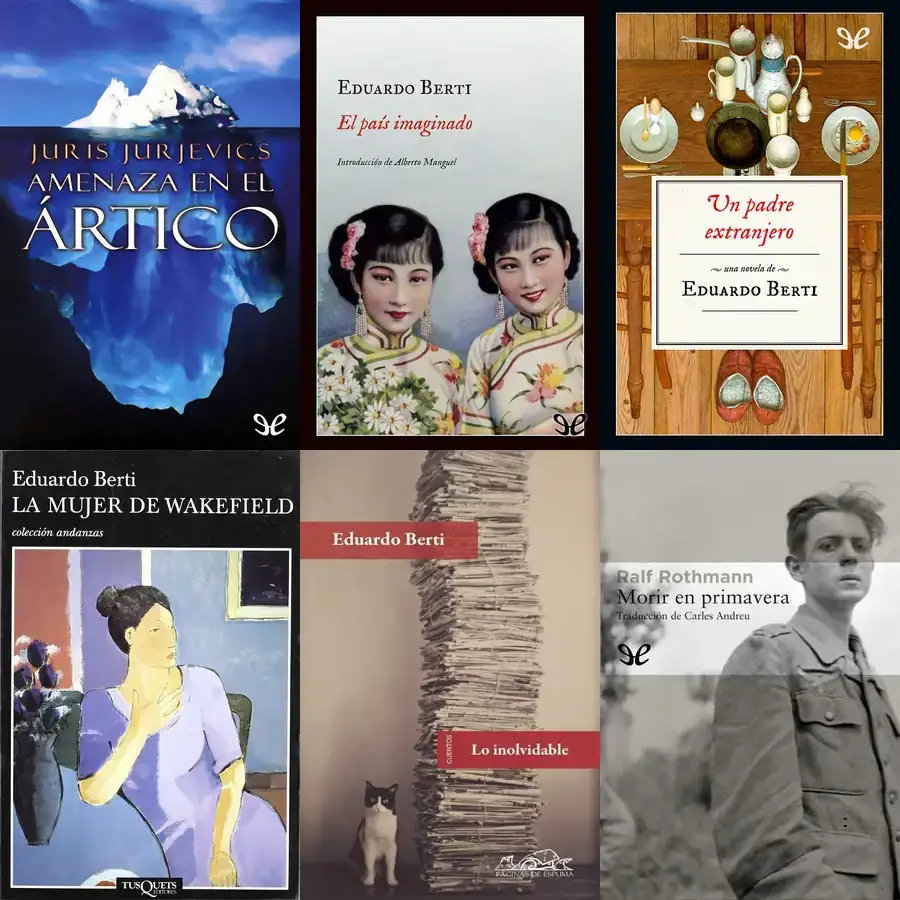 JURIS JURJEVICS
AMENAZA EN EL
ÁRTICO
Eduardo Berti
El país imaginado
Introducción de Alberto Manguel
Un padre
extranjero
una novela de
Eduardo Berti
Eduardo Berti
LA MUJER DE WAKEFIELD
colección andanzas
TUSQUETS
EDITORES
Eduardo Berti
CUENTOS
Lo inolvidable
PÁGINAS DE ESPUMA
Ralf Rothmann
Morir en primavera
Traducción de Carles Andreu